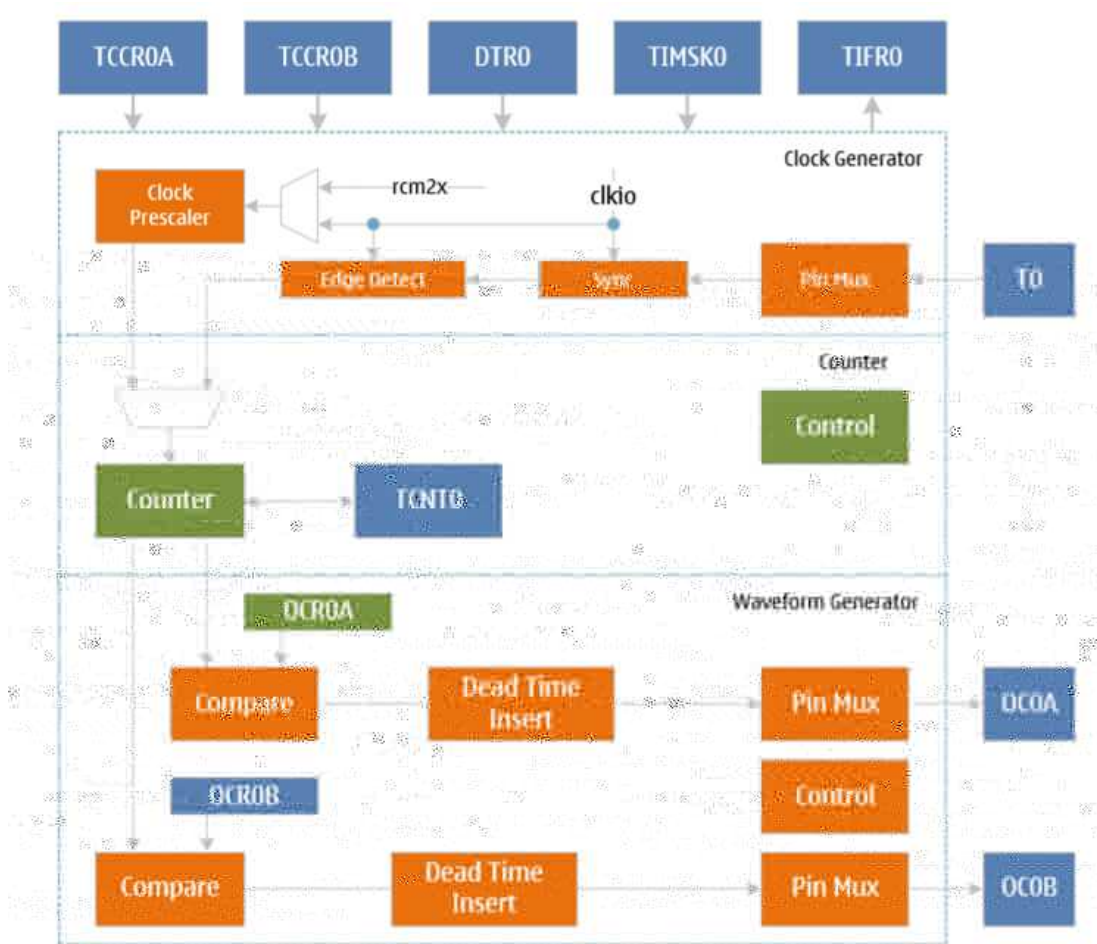 TCCR0A
TCCR0B
DTR0
TIMSK0
TIFR0
Clock Generator
Clock
Prescaler
rcm2x
clkio
Edge Detect
Sync
Pin Mux
T0
Counter
Control
Counter
TCNT0
Waveform Generator
OCR0A
Compare
Dead Time
Insert
Pin Mux
OC0A
OCR0B
Control
Compare
Dead Time
Insert
Pin Mux
OC0B